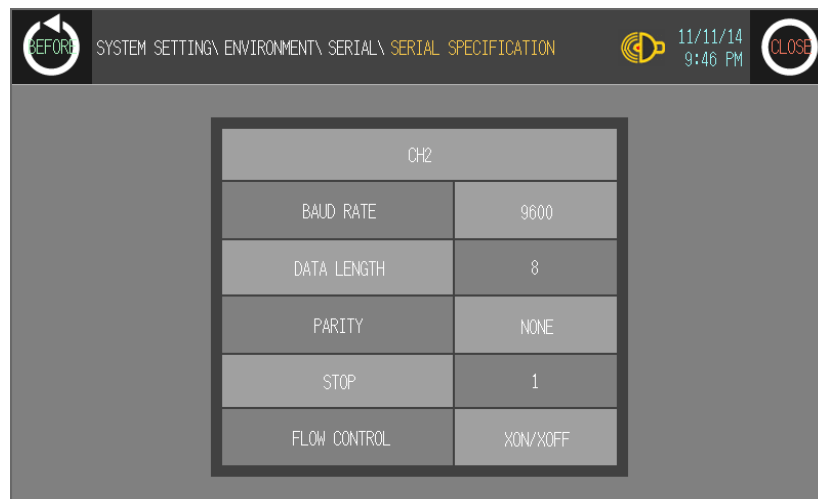 BEFORE SYSTEM SETTING\ ENVIRONMENT\ SERIAL\ SERIAL SPECIFICATION 11/11/14 CLOSE
9:46 PM
CH2
BAUD RATE 9600
DATA LENGTH 8
PARITY NONE
STOP 1
FLOW CONTROL XON/XOFF